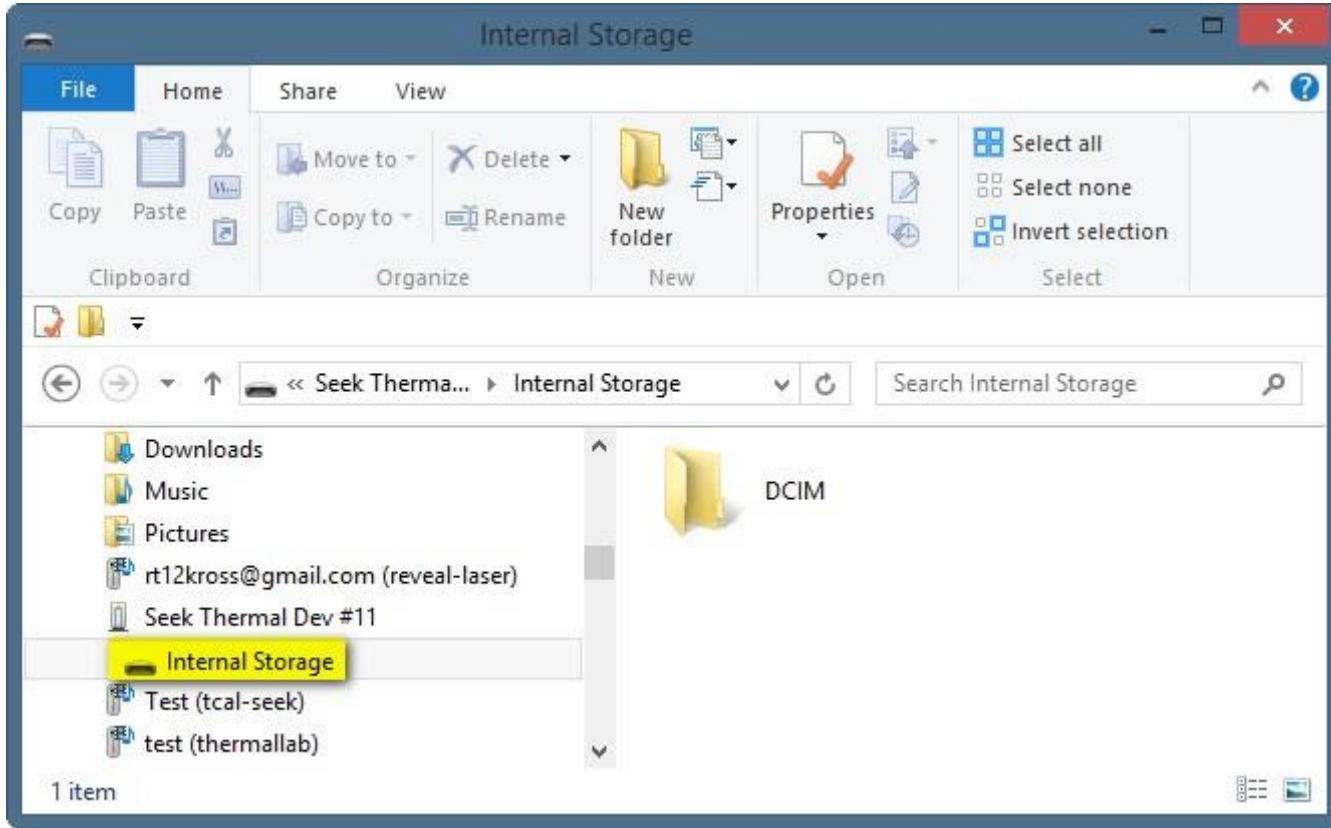 Internal Storage
File Home Share View
Copy
Paste
W...
Move to
Copy to
Delete
Rename
New folder
Properties
Select all
Select none
Invert selection
Clipboard Organize New Open Select
« Seek Therma... Internal Storage
Search Internal Storage
Downloads
Music
Pictures
rt12kross@gmail.com (reveal-laser)
Seek Thermal Dev #11
Internal Storage
Test (tcal-seek)
test (thermallab)
DCIM
1 item